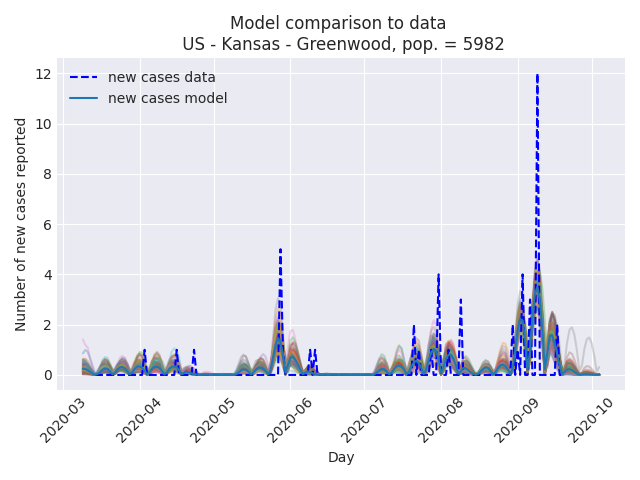 Model comparison to data
US - Kansas - Greenwood, pop. = 5982
new cases data
new cases model
Number of new cases reported
12
10
8
6
4
2
0
2020-03
2020-04
2020-05
2020-06
2020-07
2020-08
2020-09
2020-10
Day